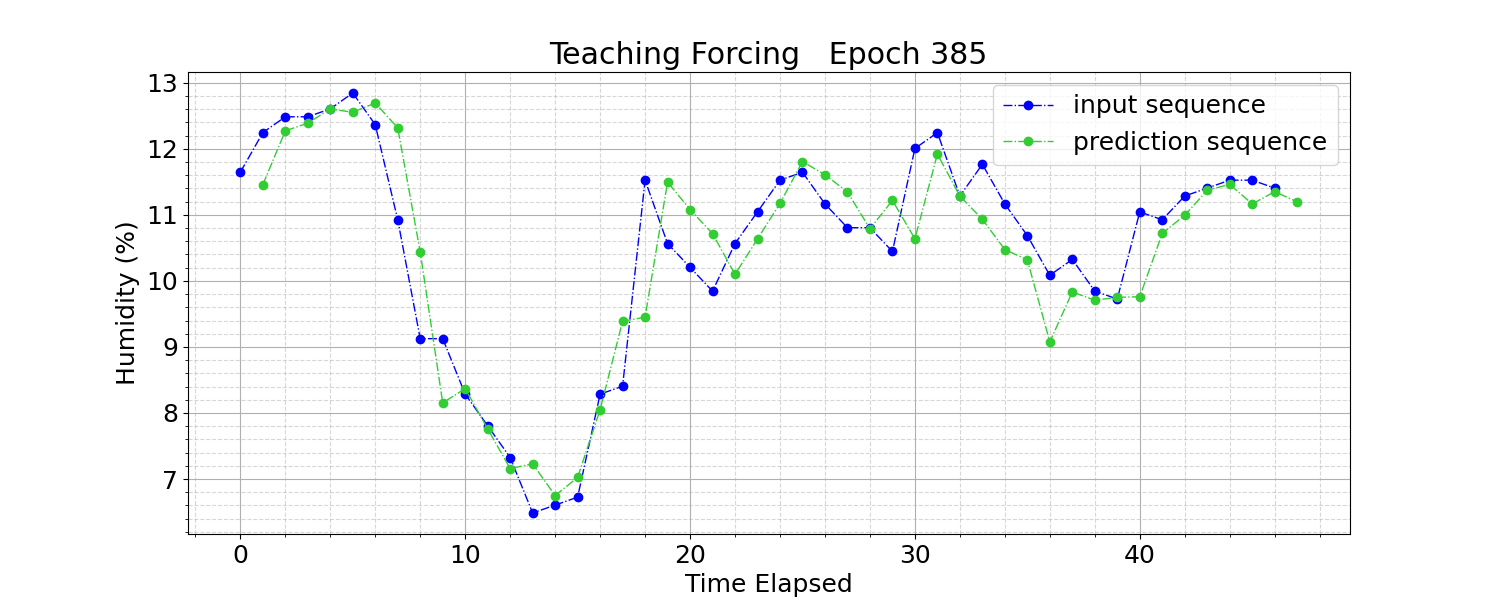 Teaching Forcing   Epoch 385
input sequence
prediction sequence
Humidity (%)
13
12
11
10
9
8
7
0 10 20 30 40
Time Elapsed